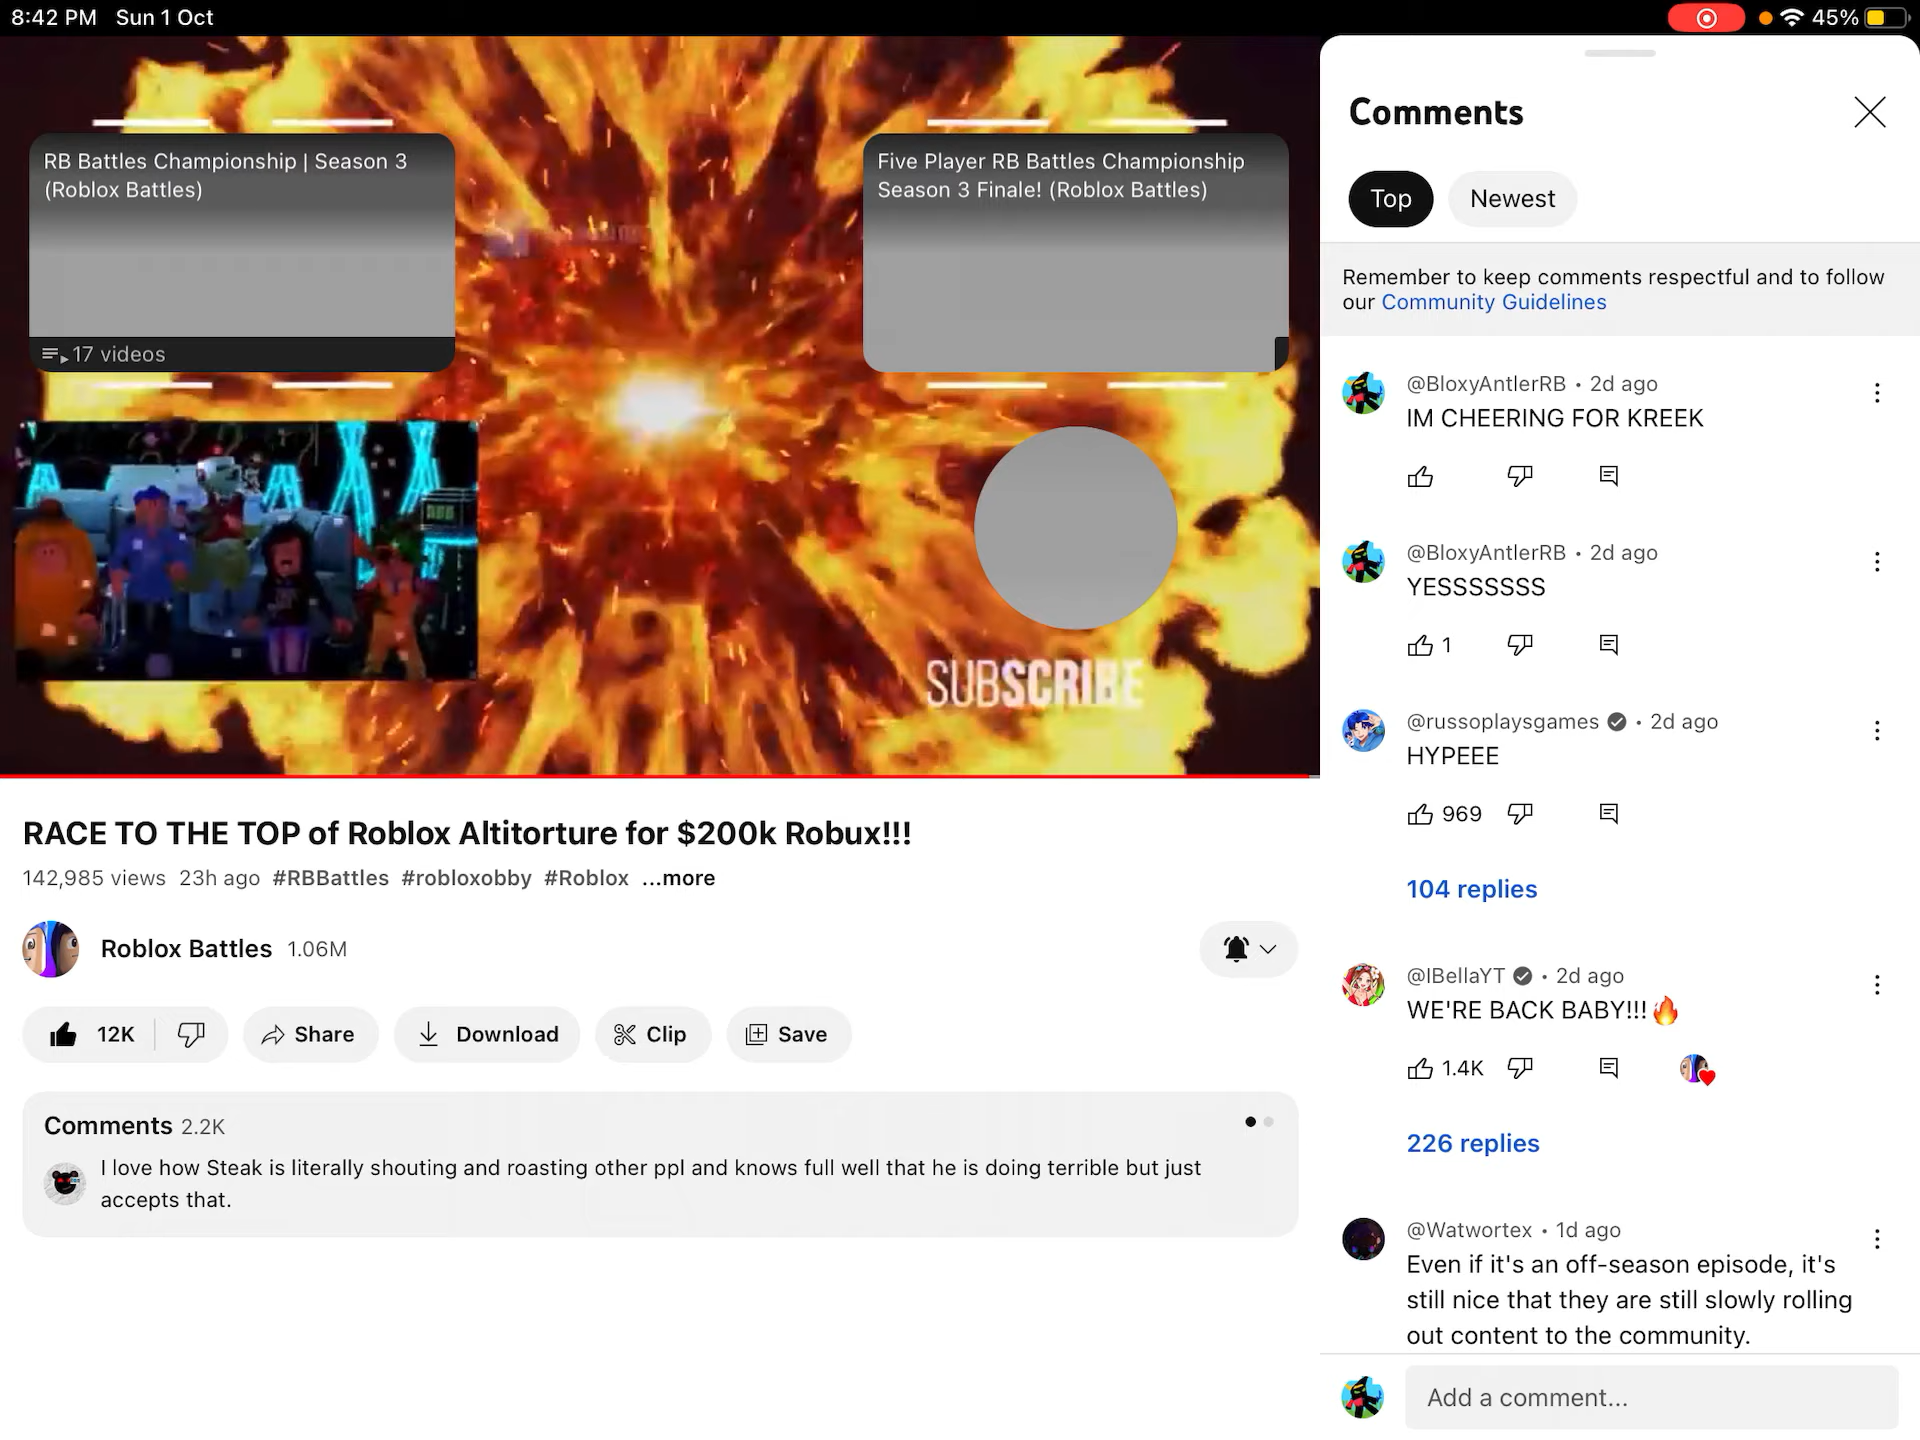 8:42 PM Sun 1 Oct
45%
RB Battles Championship | Season 3
(Roblox Battles)
17 videos
Five Player RB Battles Championship
Season 3 Finale! (Roblox Battles)
SUBSCRIBE
RACE TO THE TOP of Roblox Altitorture for $200k Robux!!!
142,985 views 23h ago #RBBattles #robloxobby #Roblox ...more
Roblox Battles 1.06M
12K
Share
Download
Clip
Save
Comments 2.2K
I love how Steak is literally shouting and roasting other ppl and knows full well that he is doing terrible but just
accepts that.
Comments
Top
Newest
Remember to keep comments respectful and to follow
our Community Guidelines
@BloxyAntlerRB • 2d ago
IM CHEERING FOR KREEK
@BloxyAntlerRB • 2d ago
YESSSSSSS
1
@russoplaysgames • 2d ago
HYPEEE
969
104 replies
@IBellaYT • 2d ago
WE'RE BACK BABY!!!🔥
1.4K
226 replies
@Watwortex • 1d ago
Even if it's an off-season episode, it's
still nice that they are still slowly rolling
out content to the community.
Add a comment...